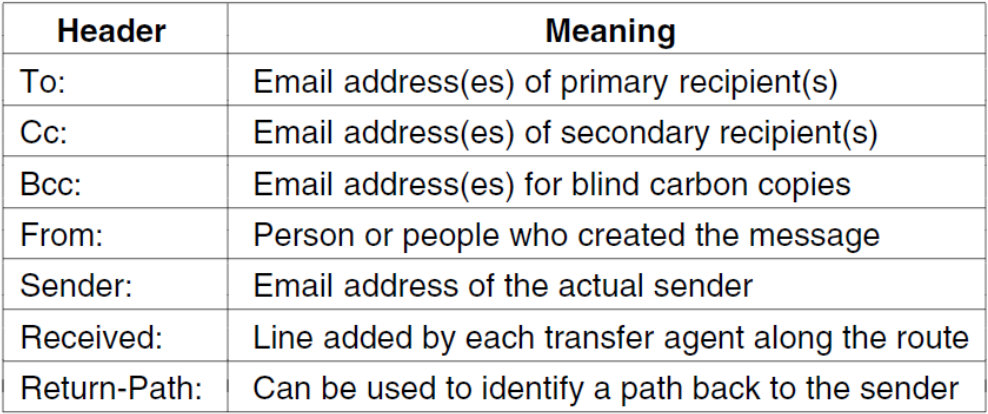 Header Meaning
To: Email address(es) of primary recipient(s)
Cc: Email address(es) of secondary recipient(s)
Bcc: Email address(es) for blind carbon copies
From: Person or people who created the message
Sender: Email address of the actual sender
Received: Line added by each transfer agent along the route
Return-Path: Can be used to identify a path back to the sender